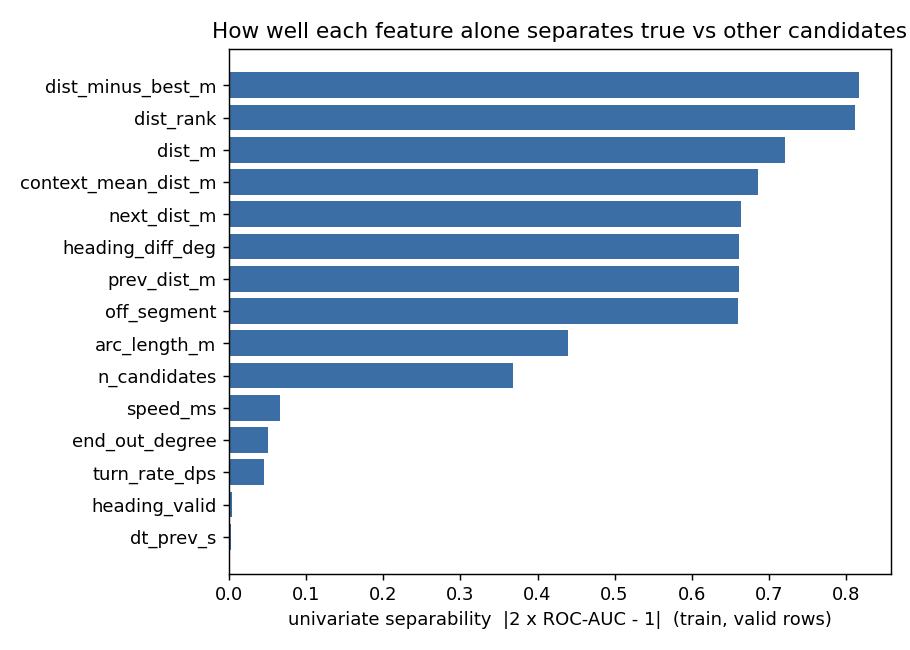 How well each feature alone separates true vs other candidates
dist_minus_best_m
dist_rank
dist_m
context_mean_dist_m
next_dist_m
heading_diff_deg
prev_dist_m
off_segment
arc_length_m
n_candidates
speed_ms
end_out_degree
turn_rate_dps
heading_valid
dt_prev_s
0.0 0.1 0.2 0.3 0.4 0.5 0.6 0.7 0.8
univariate separability |2 x ROC-AUC - 1| (train, valid rows)